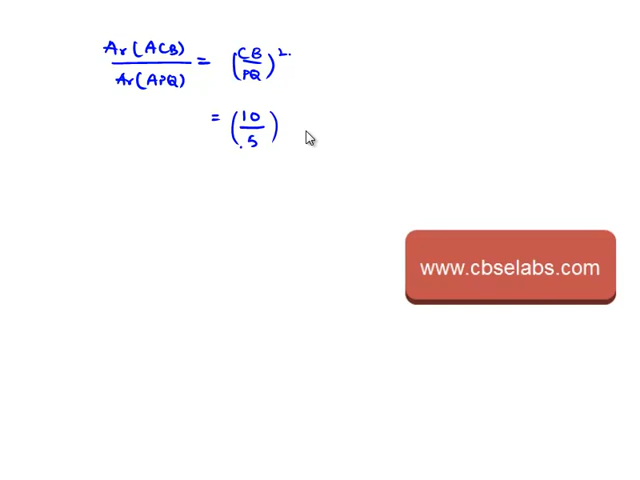 Ar(ACB)/Ar(APQ) = (CB/PQ)^2.
= (10/.5)
www.cbselabs.com